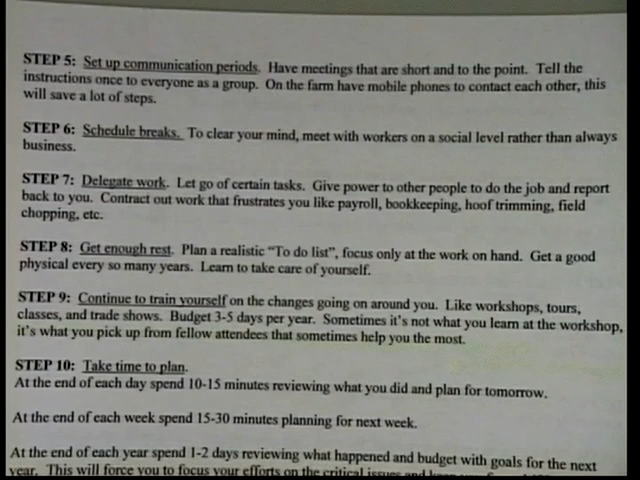 STEP 5: Set up communication periods. Have meetings that are short and to the point. Tell the
instructions once to everyone as a group. On the farm have mobile phones to contact each other, this
will save a lot of steps.
STEP 6: Schedule breaks. To clear your mind, meet with workers on a social level rather than always
business.
STEP 7: Delegate work. Let go of certain tasks. Give power to other people to do the job and report
back to you. Contract out work that frustrates you like payroll, bookkeeping, hoof trimming, field
chopping, etc.
STEP 8: Get enough rest. Plan a realistic “To do list”, focus only at the work on hand. Get a good
physical every so many years. Learn to take care of yourself.
STEP 9: Continue to train yourself on the changes going on around you. Like workshops, tours,
classes, and trade shows. Budget 3-5 days per year. Sometimes it’s not what you learn at the workshop,
it’s what you pick up from fellow attendees that sometimes help you the most.
STEP 10: Take time to plan.
At the end of each day spend 10-15 minutes reviewing what you did and plan for tomorrow.
At the end of each week spend 15-30 minutes planning for next week.
At the end of each year spend 1-2 days reviewing what happened and budget with goals for the next
year. This will force you to focus your efforts on the critical issues and